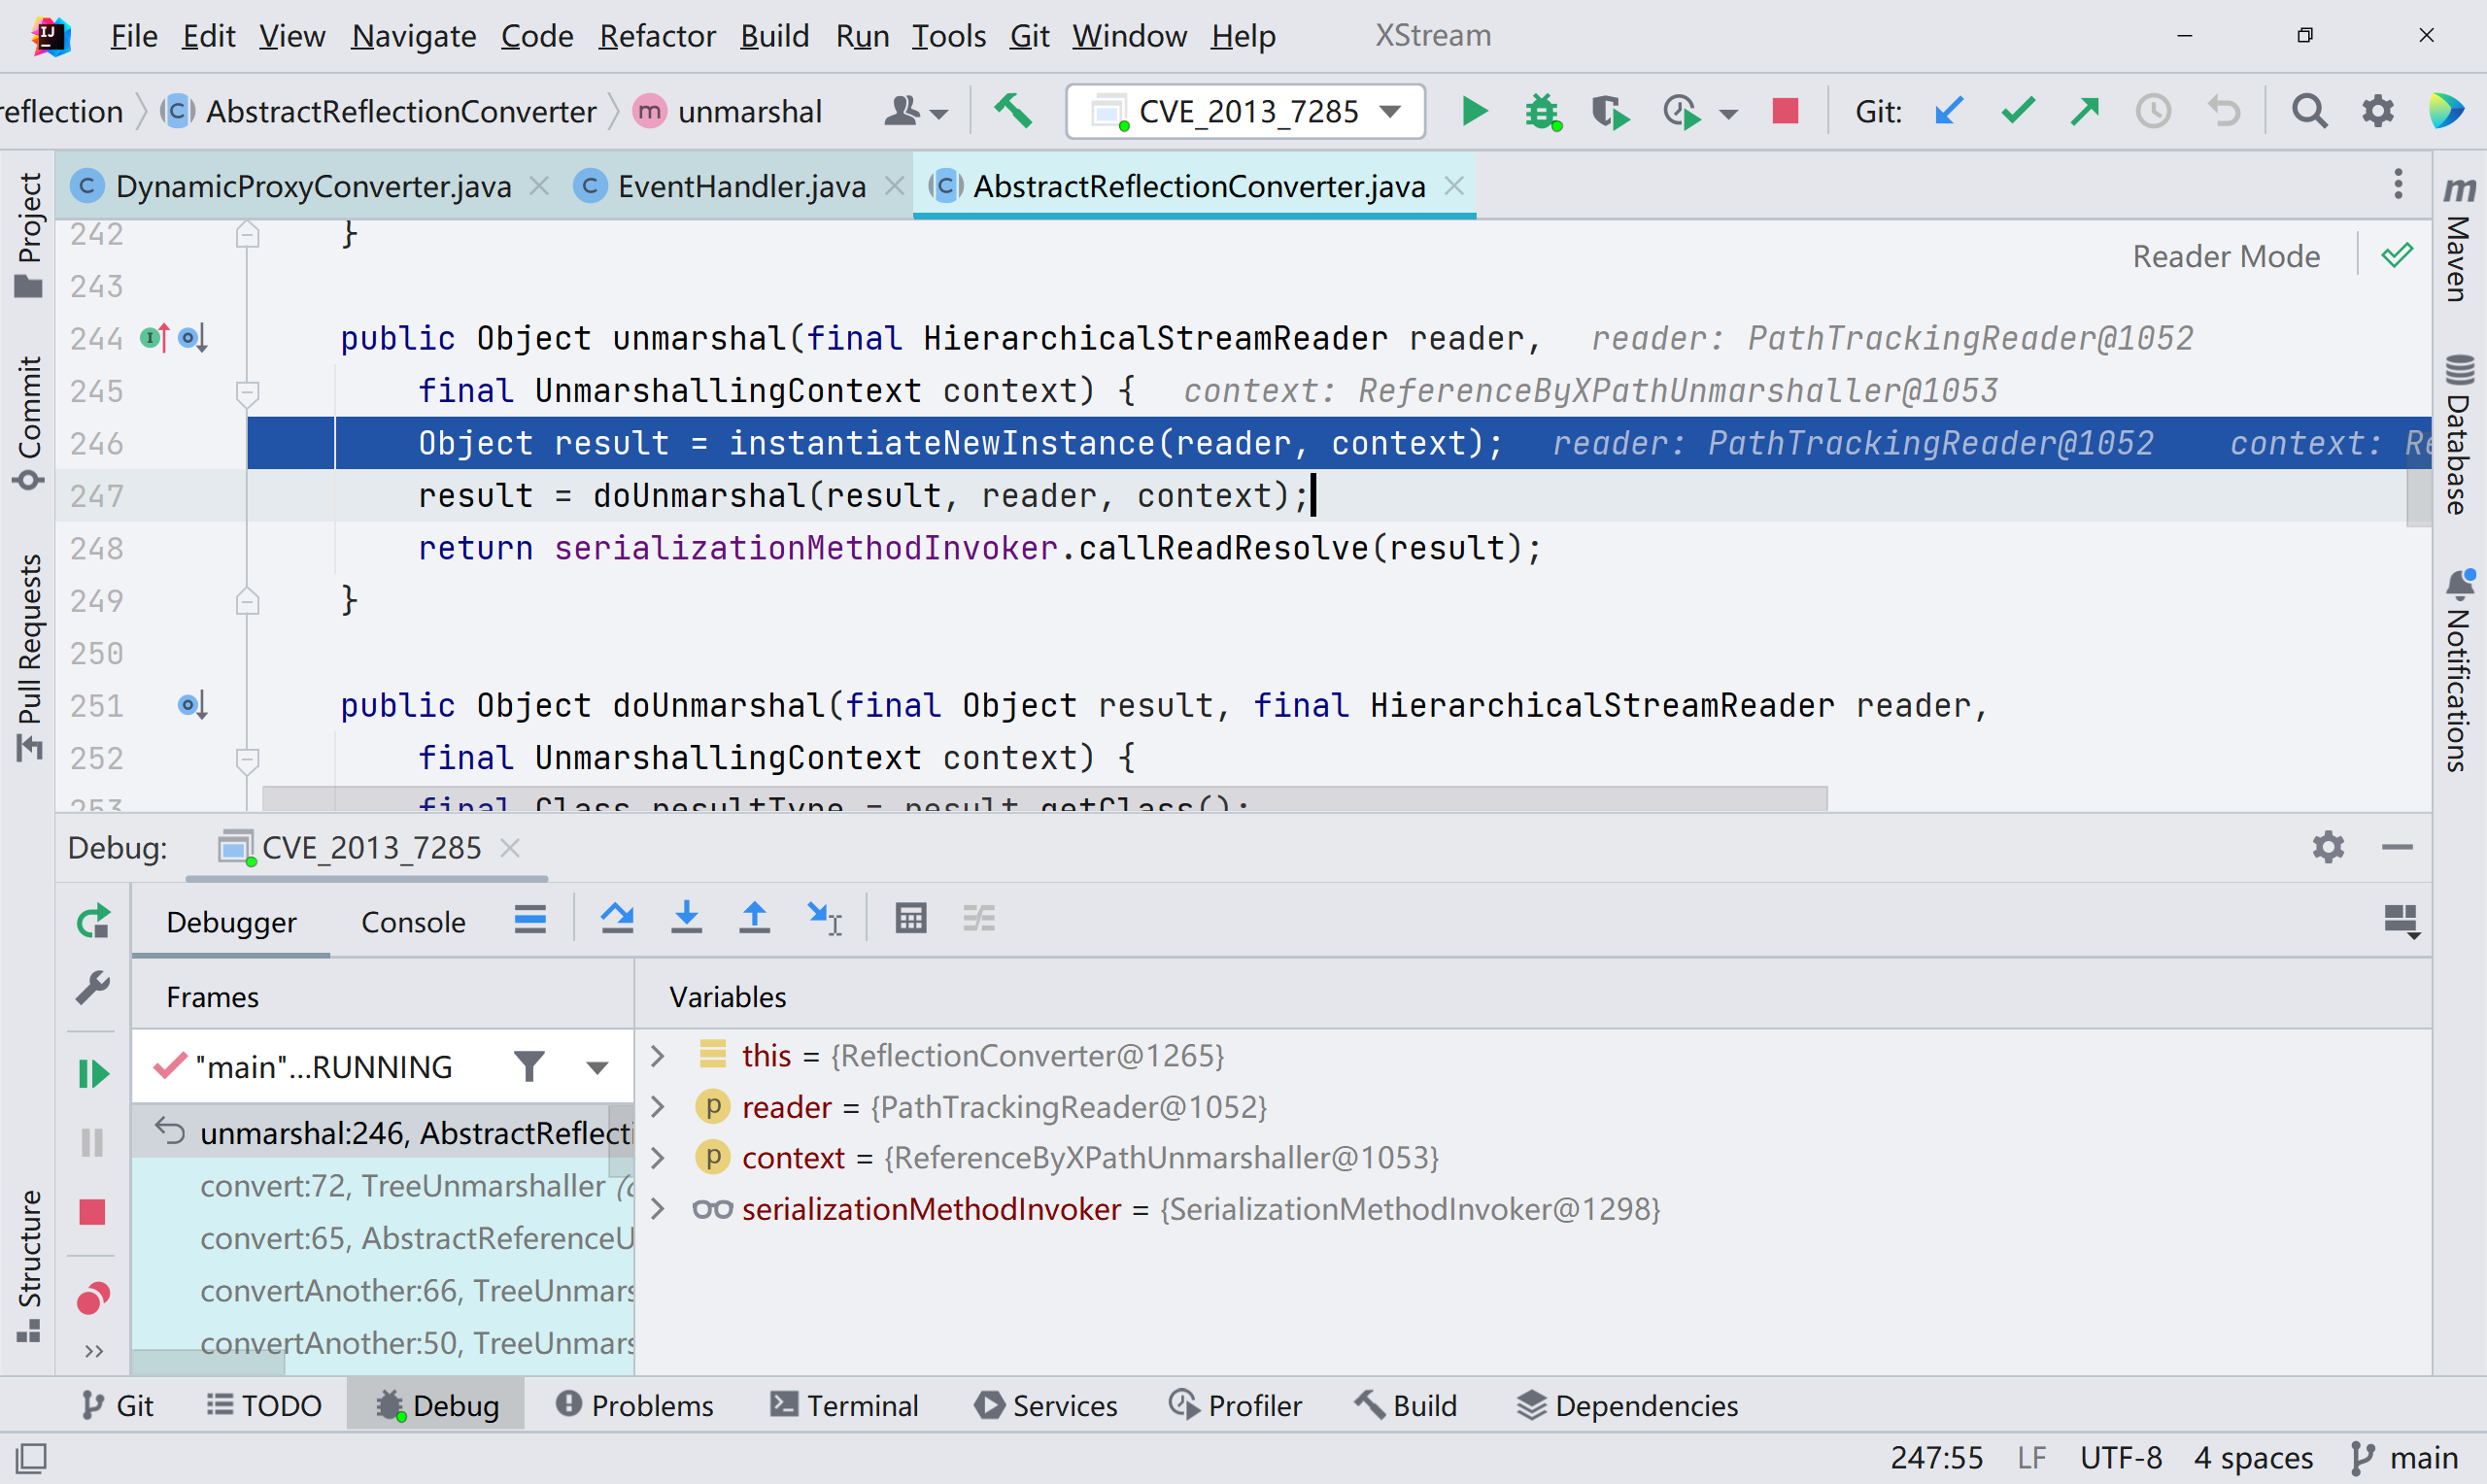 File Edit View Navigate Code Refactor Build Run Tools Git Window Help XStream
reflection AbstractReflectionConverter m unmarshal CVE_2013_7285 Git:
DynamicProxyConverter.java EventHandler.java AbstractReflectionConverter.java
Project
Commit
Pull Requests
Structure
Reader Mode
242 }
243
244 public Object unmarshal(final HierarchicalStreamReader reader, reader: PathTrackingReader@1052
245 final UnmarshallingContext context) { context: ReferenceByXPathUnmarshaller@1053
246 Object result = instantiateNewInstance(reader, context); reader: PathTrackingReader@1052 context: Re
247 result = doUnmarshal(result, reader, context);
248 return serializationMethodInvoker.callReadResolve(result);
249 }
250
251 public Object doUnmarshal(final Object result, final HierarchicalStreamReader reader,
252 final UnmarshallingContext context) {
253 final Class resultType = result.getClass();
Maven
Database
Notifications
Debug: CVE_2013_7285
Debugger Console
Frames
"main"...RUNNING
unmarshal:246, AbstractReflecti
convert:72, TreeUnmarshaller (c
convert:65, AbstractReferenceU
convertAnother:66, TreeUnmars
convertAnother:50, TreeUnmars
Variables
this = {ReflectionConverter@1265}
p reader = {PathTrackingReader@1052}
p context = {ReferenceByXPathUnmarshaller@1053}
serializationMethodInvoker = {SerializationMethodInvoker@1298}
Git TODO Debug Problems Terminal Services Profiler Build Dependencies
247:55 LF UTF-8 4 spaces main